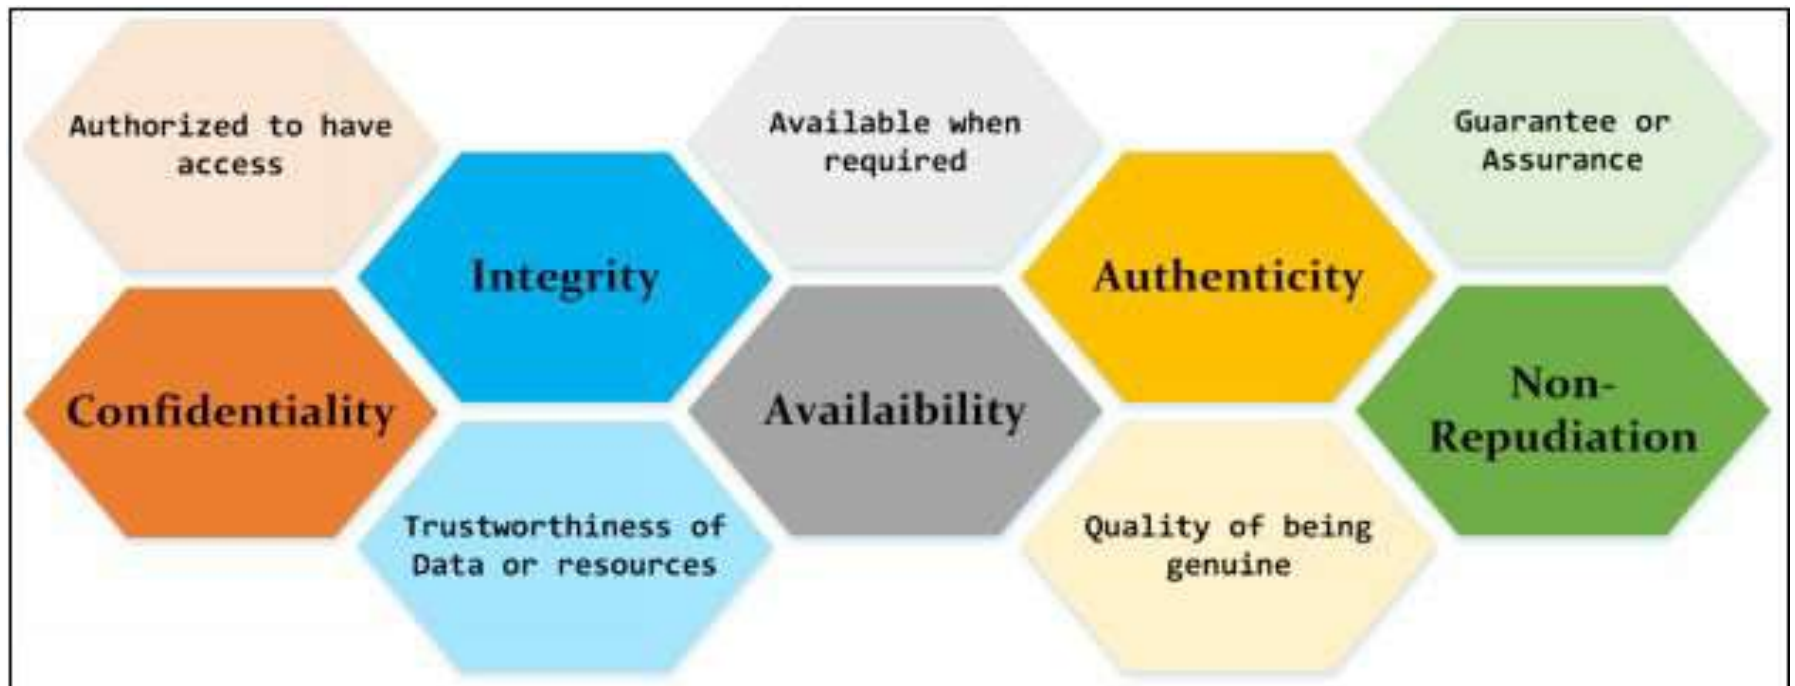 Authorized to have
access
Confidentiality
Integrity
Trustworthiness of
Data or resources
Available when
required
Availaibility
Authenticity
Quality of being
genuine
Guarantee or
Assurance
Non-
Repudiation